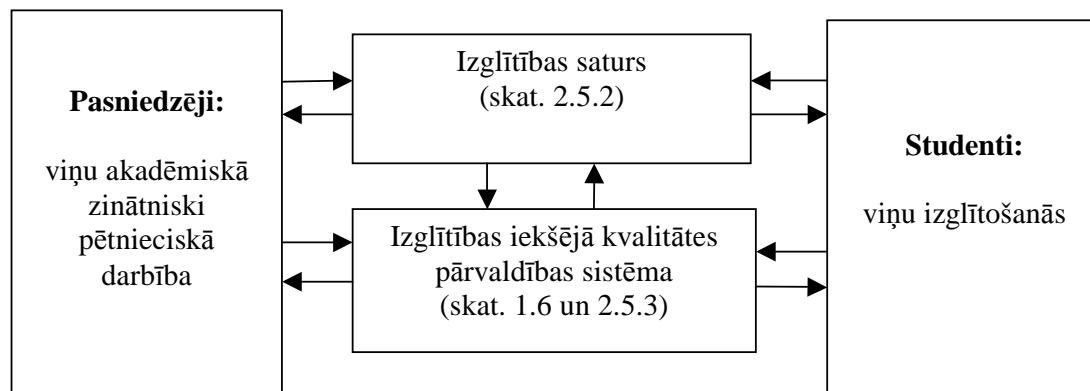 Pasniedzēji:
viņu akadēmiskā
zinātniski
pētnieciskā
darbība
Izglītības saturs
(skat. 2.5.2)
Izglītības iekšējā kvalitātes
pārvaldības sistēma
(skat. 1.6 un 2.5.3)
Studenti:
viņu izglītošanās